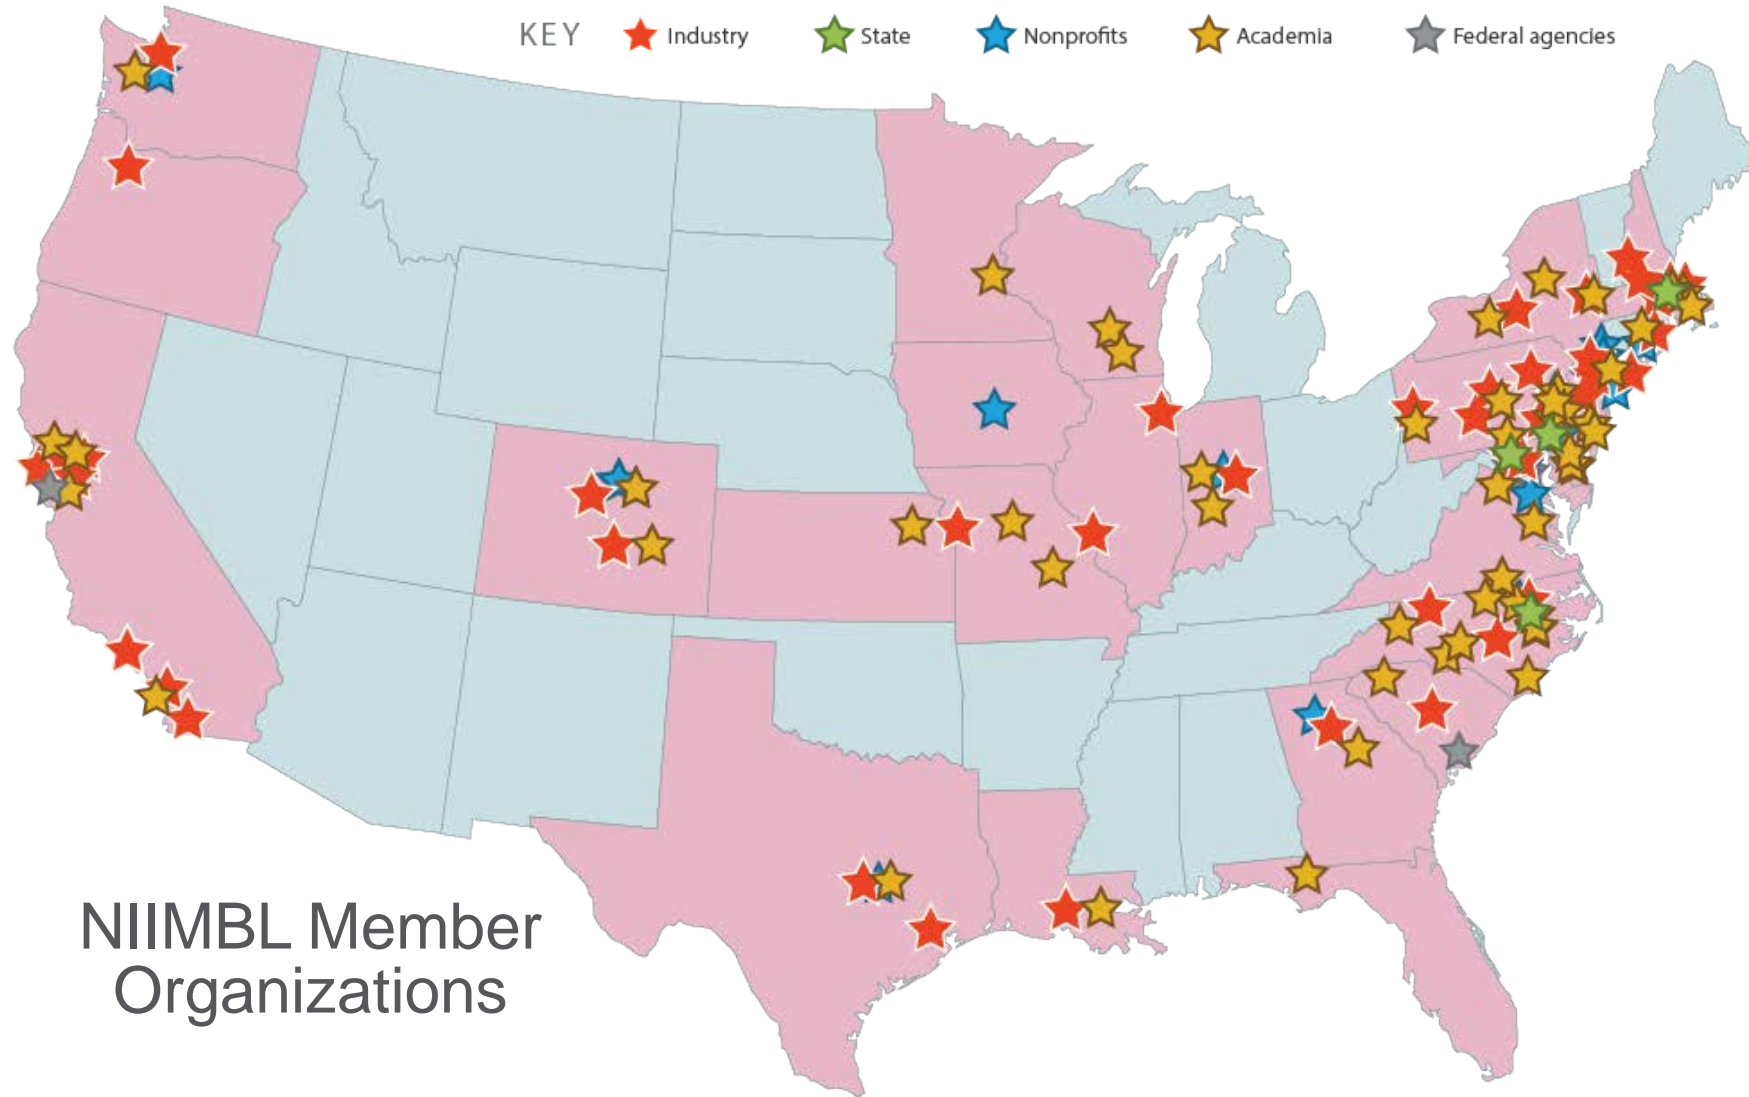 KEY Industry State Nonprofits Academia Federal agencies
NIIMBL Member
Organizations